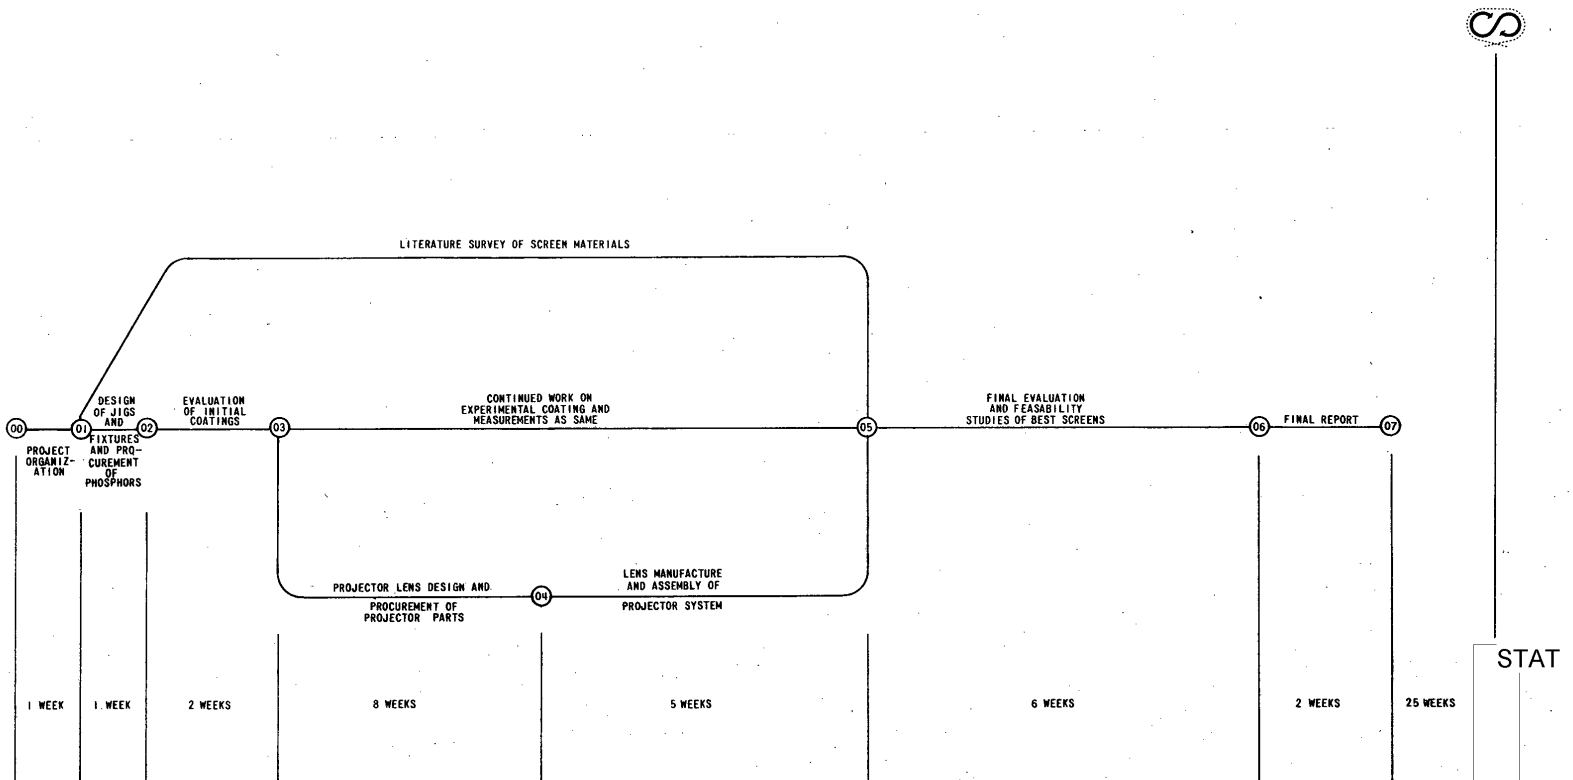 LITERATURE SURVEY OF SCREEN MATERIALS
DESIGN
OF JIGS
AND
FIXTURES
AND PRO-
CUREMENT
OF
PHOSPHORS
EVALUATION
OF INITIAL
COATINGS
CONTINUED WORK ON
EXPERIMENTAL COATING AND
MEASUREMENTS AS SAME
FINAL EVALUATION
AND FEASABILITY
STUDIES OF BEST SCREENS
FINAL REPORT
00
01
02
03
05
06
07
PROJECT
ORGANIZ-
ATION
PROJECTOR LENS DESIGN AND
PROCUREMENT OF
PROJECTOR PARTS
04
LENS MANUFACTURE
AND ASSEMBLY OF
PROJECTOR SYSTEM
STAT
1 WEEK
1 WEEK
2 WEEKS
8 WEEKS
5 WEEKS
6 WEEKS
2 WEEKS
25 WEEKS